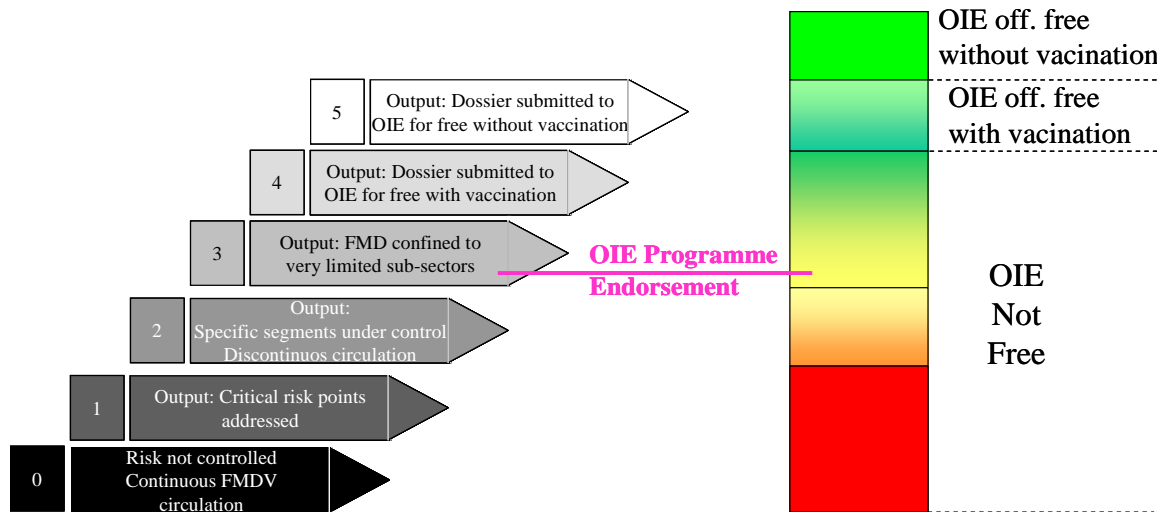 OIE off. free
without vacination
5
Output: Dossier submitted to
OIE for free without vaccination
OIE off. free
with vacination
4
Output: Dossier submitted to
OIE for free with vaccination
3
Output: FMD confined to
very limited sub-sectors
OIE Programme
Endorsement
OIE
Not
Free
2
Output:
Specific segments under control
Discontinuos circulation
1
Output: Critical risk points
addressed
0
Risk not controlled
Continuous FMDV
circulation